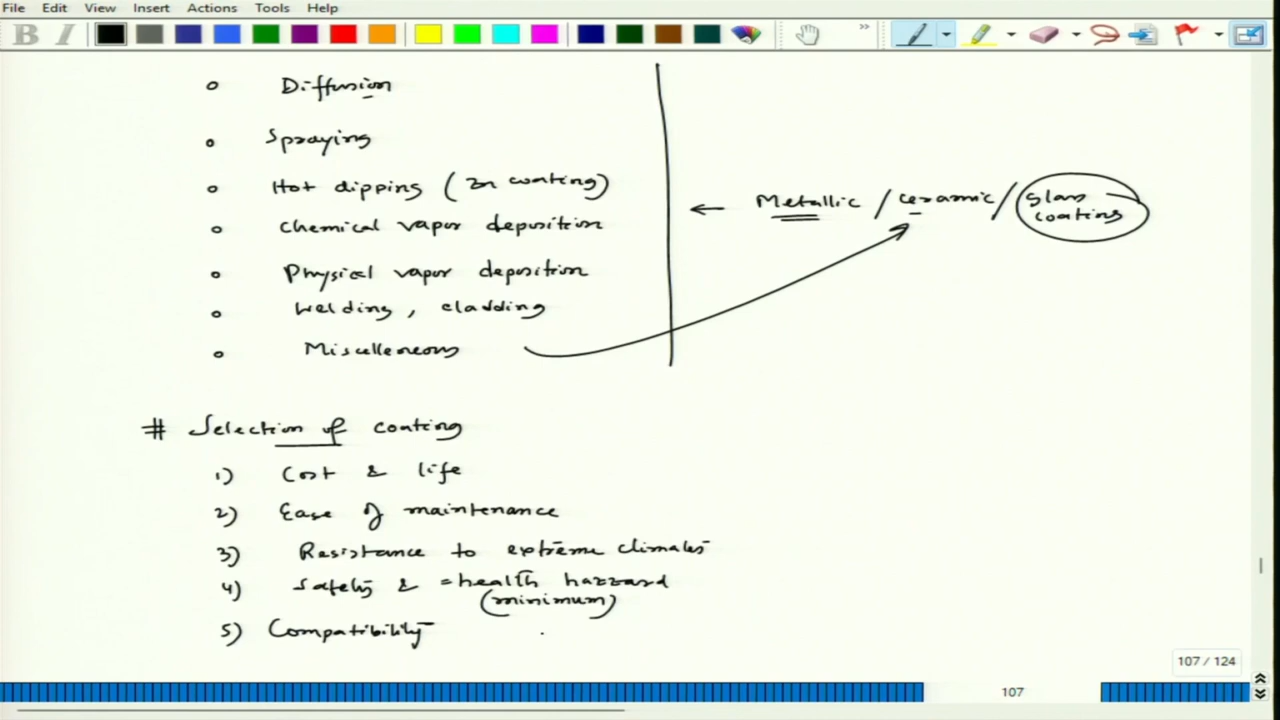 File Edit View Insert Actions Tools Help
B I
Diffusion
Spraying
Hot dipping (Zn coating)
Chemical vapor deposition
Physical vapor deposition
Welding, cladding
Miscelleneous
← Metallic / ceramic / Glass
coating
# Selection of coating
1) Cost & life
2) Ease of maintenance
3) Resistance to extreme climates
4) Safety & health hazzard
(minimum)
5) Compatibility
107 / 124
107